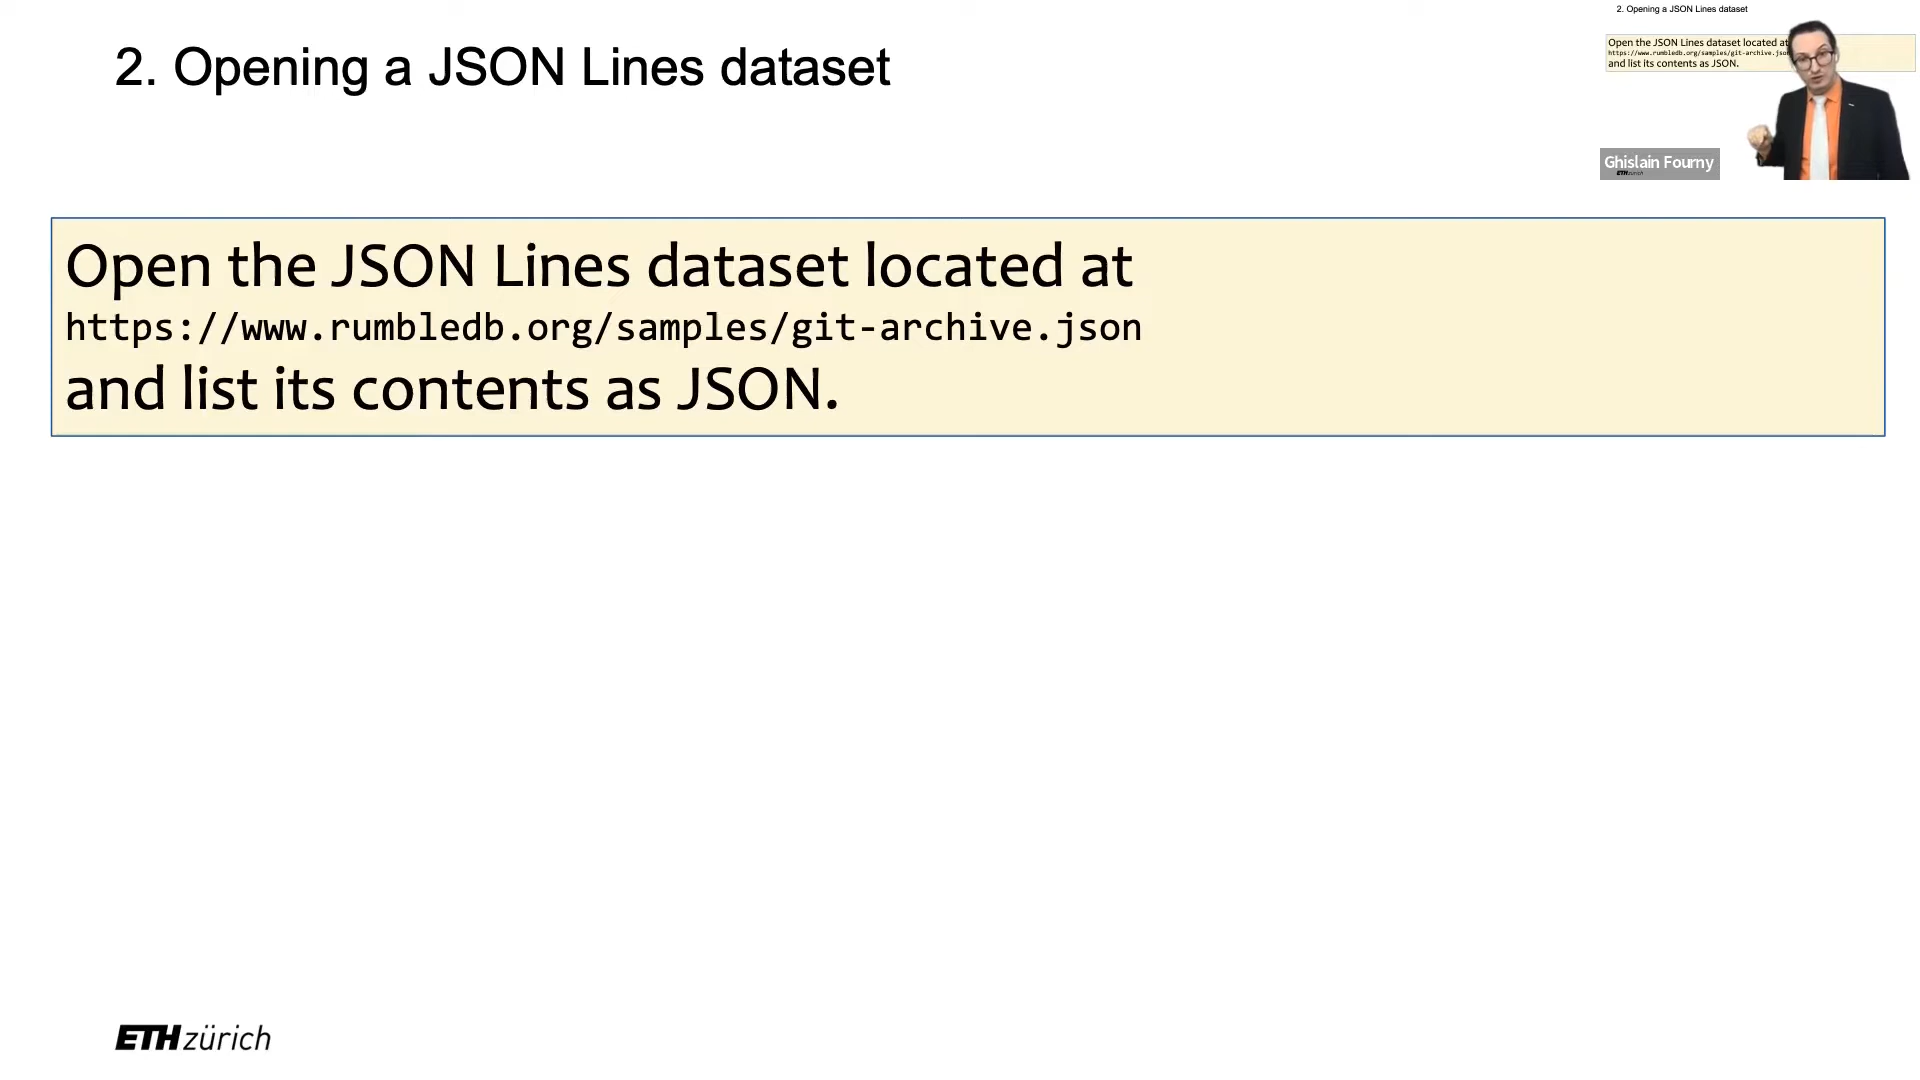 2. Opening a JSON Lines dataset
2. Opening a JSON Lines dataset
Open the JSON Lines dataset located at
https://www.rumbledb.org/samples/git-archive.json
and list its contents as JSON.
Ghislain Fourny
ETH zürich
Open the JSON Lines dataset located at
https://www.rumbledb.org/samples/git-archive.json
and list its contents as JSON.
ETH zürich